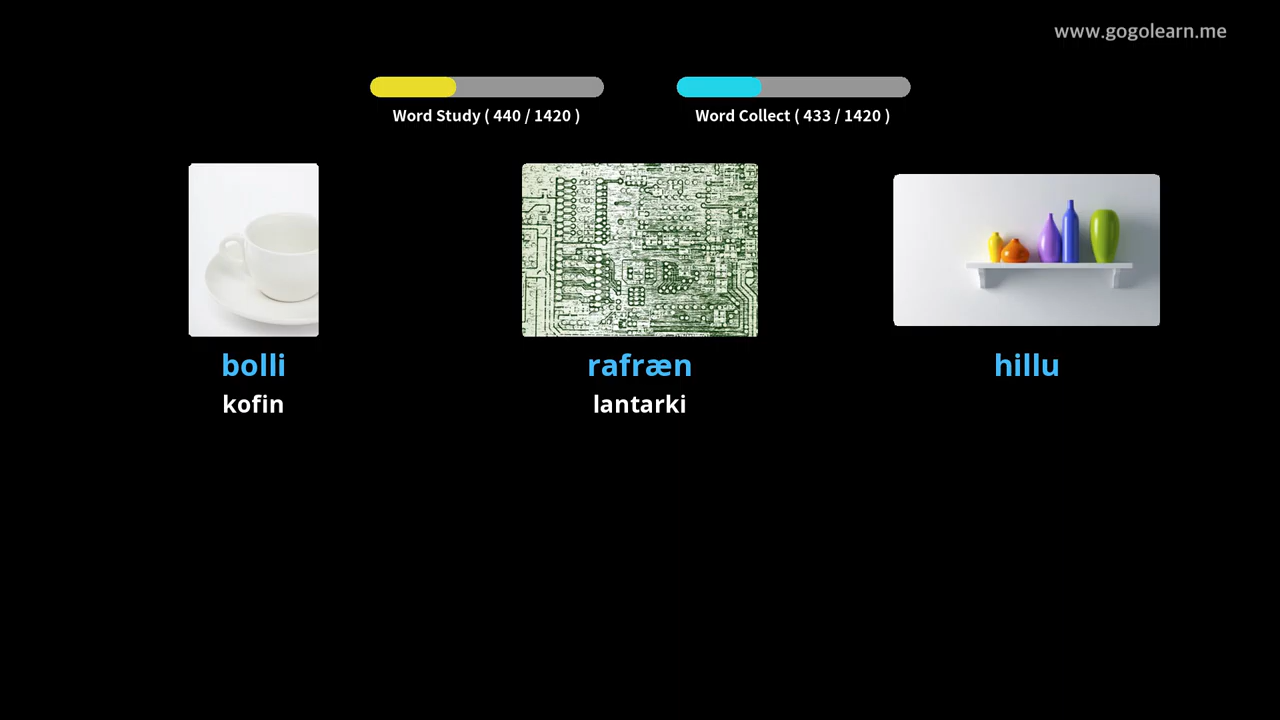 www.gogolearn.me
Word Study ( 440 / 1420 )
Word Collect ( 433 / 1420 )
bolli
kofin
rafræn
lantarki
hillu